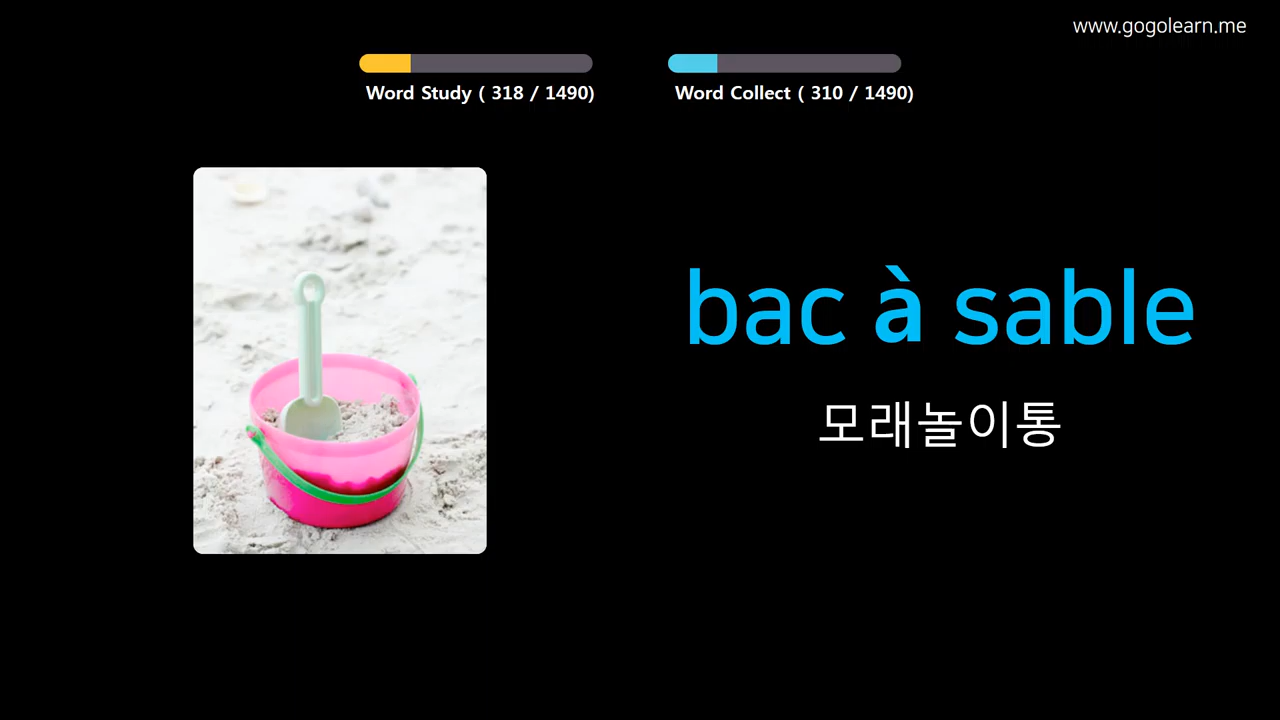 www.gogolearn.me
Word Study ( 318 / 1490)
Word Collect ( 310 / 1490)
bac à sable
모래놀이통